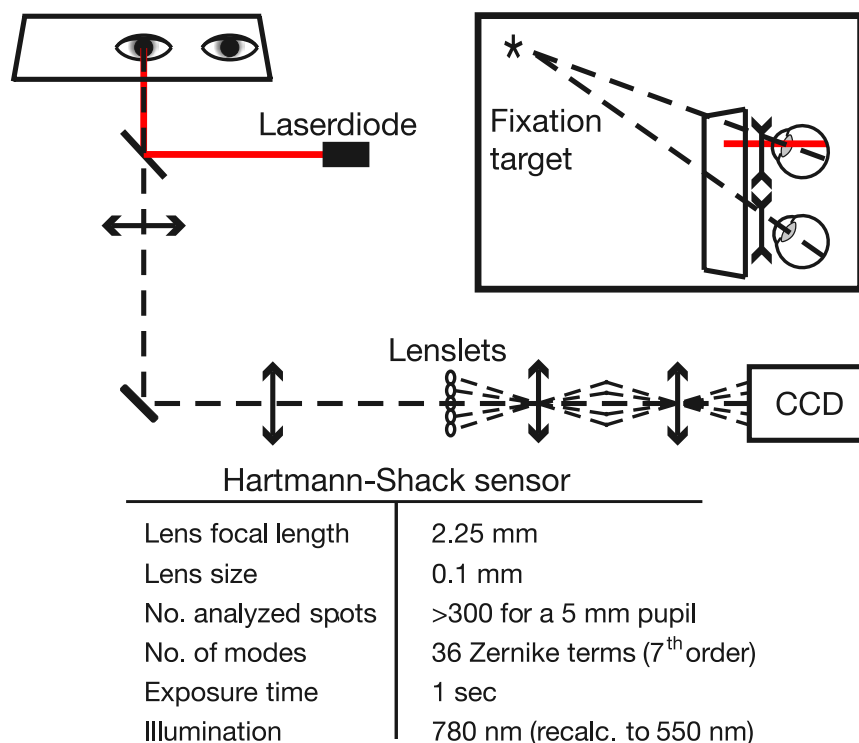 Laserdiode
Fixation
target
Lenslets
CCD
Hartmann-Shack sensor
Lens focal length 2.25 mm
Lens size 0.1 mm
No. analyzed spots >300 for a 5 mm pupil
No. of modes 36 Zernike terms (7th order)
Exposure time 1 sec
Illumination 780 nm (recalc. to 550 nm)